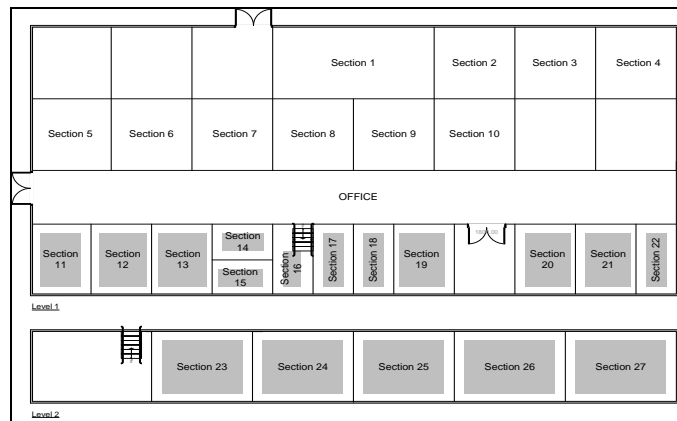 Section 1
Section 2
Section 3
Section 4
Section 5
Section 6
Section 7
Section 8
Section 9
Section 10
OFFICE
Section
11
Section
12
Section
13
Section
14
Section
15
Section
16
Section 17
Section 18
Section
19
Section
20
Section
21
Section 22
Level 1
Section 23
Section 24
Section 25
Section 26
Section 27
Level 2